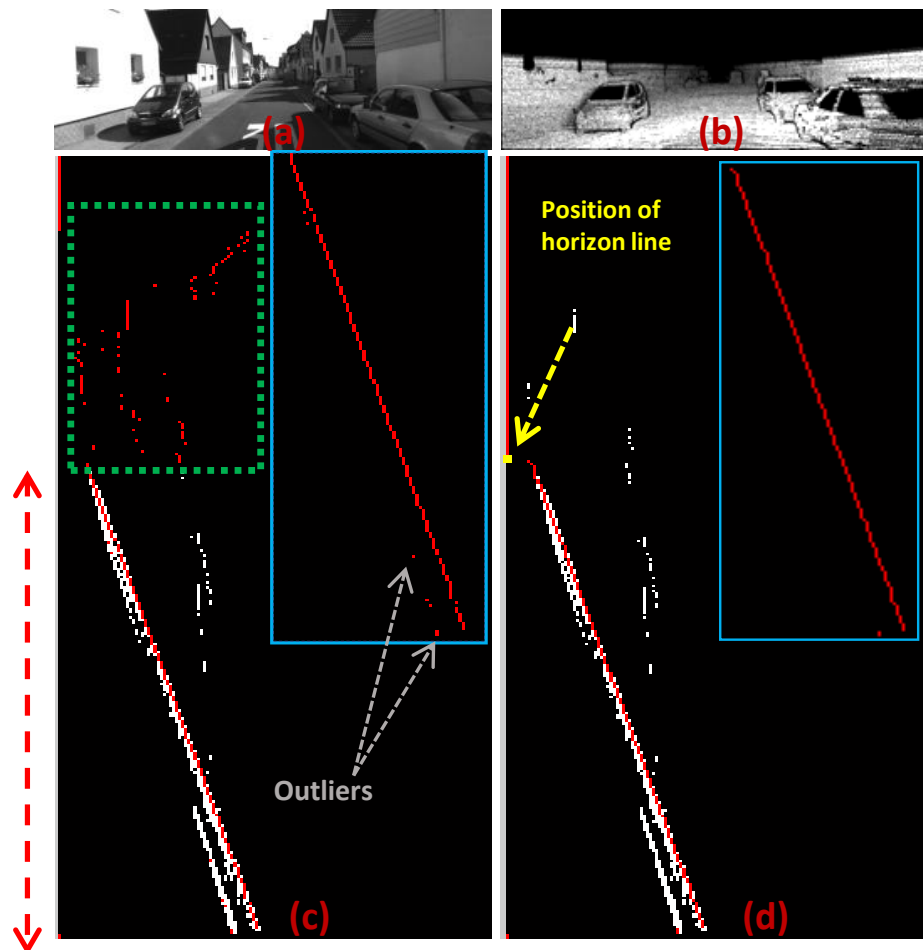 (a)
(b)
Position of
horizon line
Outliers
(c)
(d)